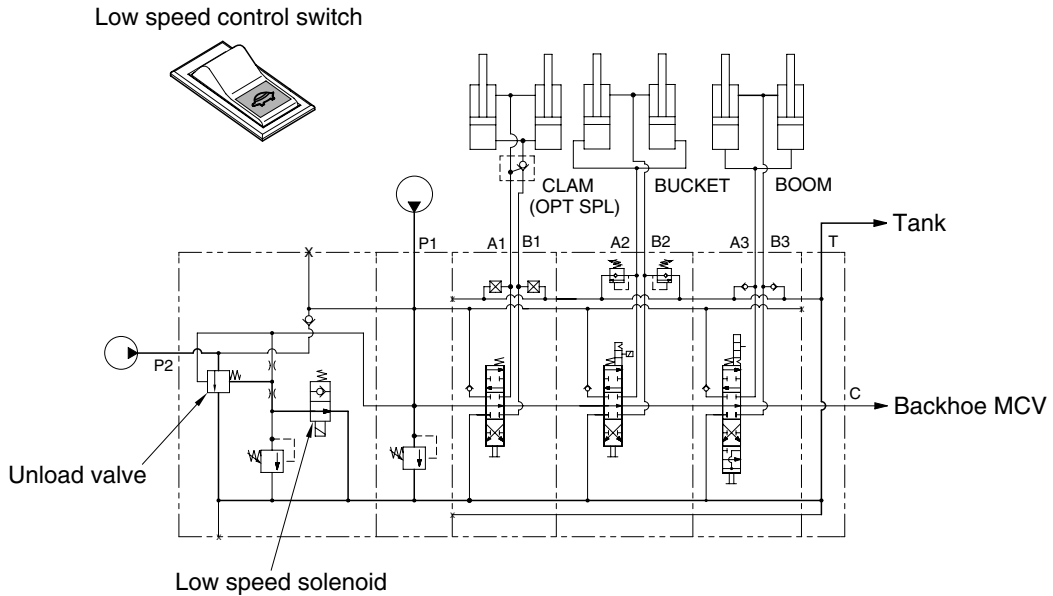 Low speed control switch
CLAM
(OPT SPL)
BUCKET
BOOM
Tank
P1
A1
B1
A2
B2
A3
B3
T
P2
C
Backhoe MCV
Unload valve
Low speed solenoid